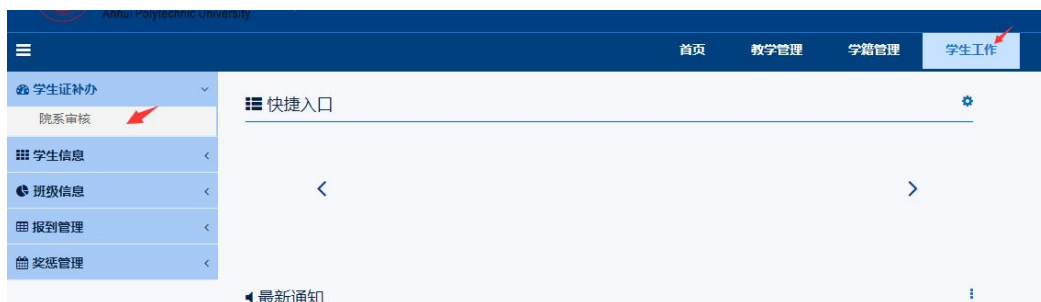 Anhui Polytechnic University
首页 教学管理 学籍管理 学生工作
学生证补办
院系审核
学生信息
班级信息
报到管理
奖惩管理
快捷入口
最新通知